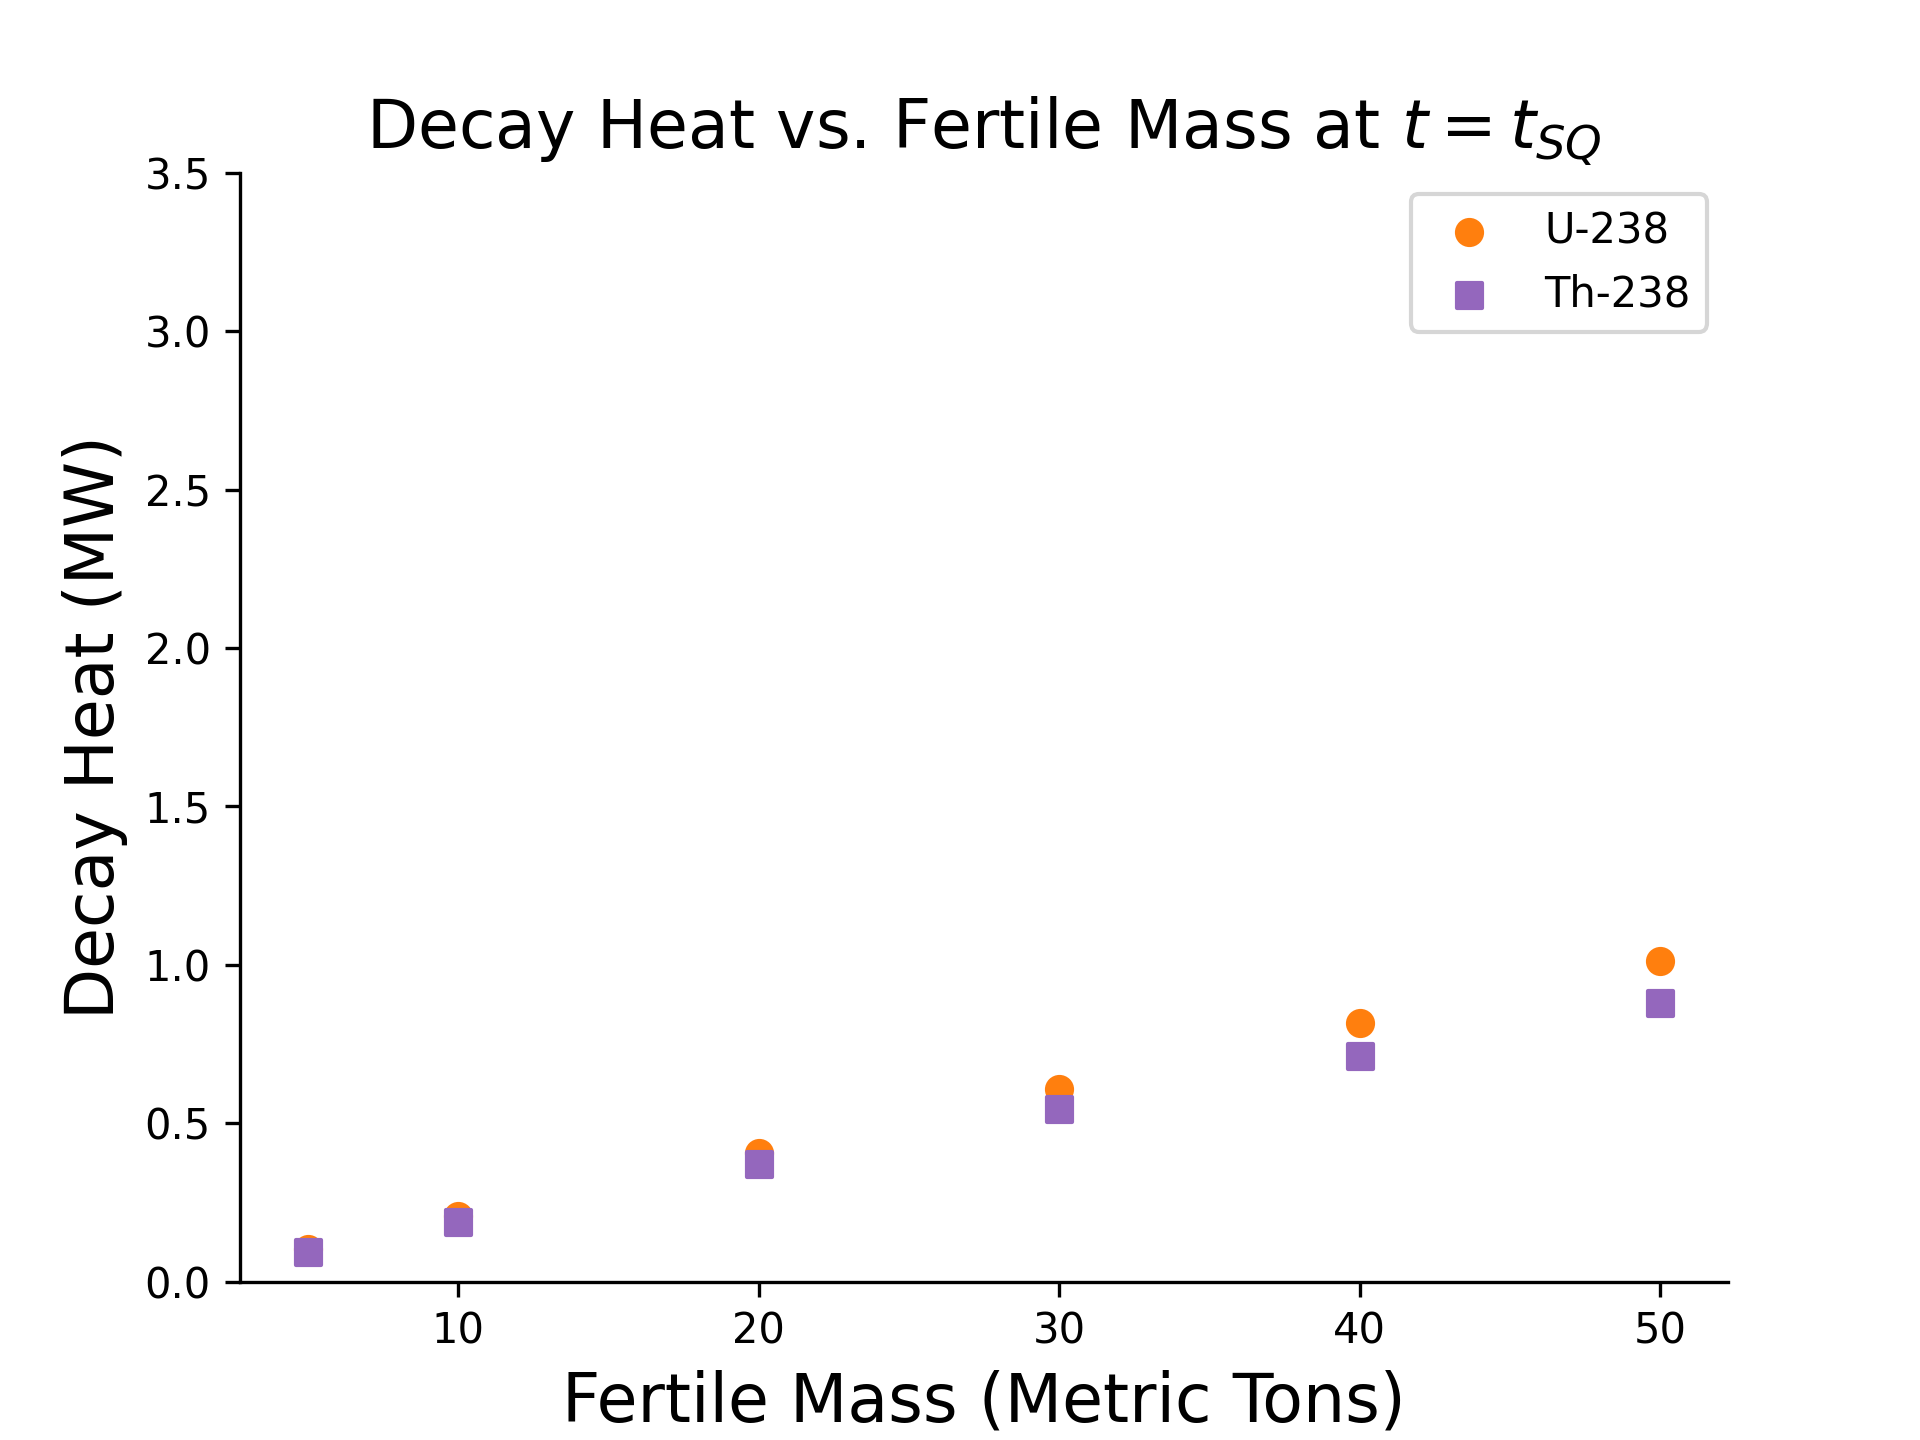 Decay Heat vs. Fertile Mass at t = t_SQ
U-238
Th-238
Decay Heat (MW)
3.5
3.0
2.5
2.0
1.5
1.0
0.5
0.0
10 20 30 40 50
Fertile Mass (Metric Tons)